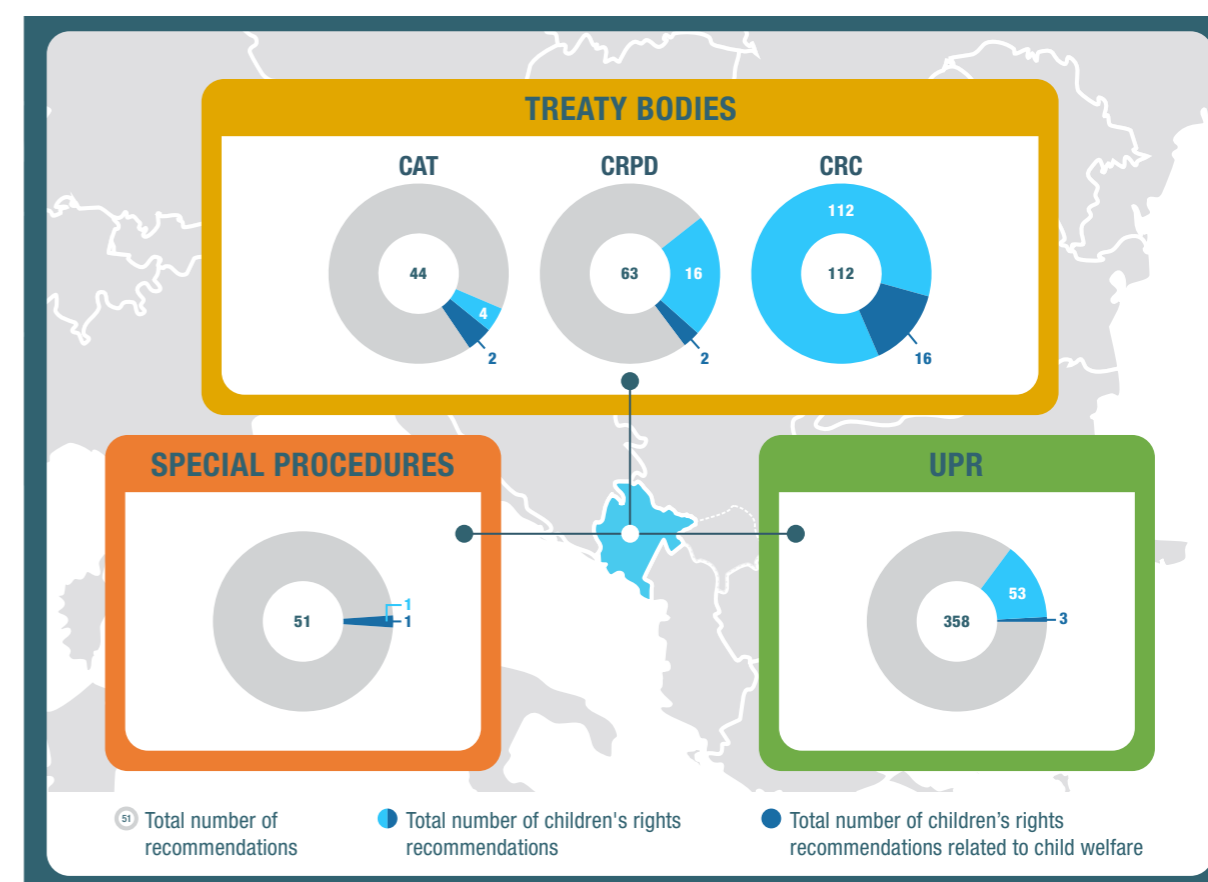 TREATY BODIES
CAT
CRPD
CRC
44
4
2
63
16
2
112
112
16
SPECIAL PROCEDURES
51
1
1
UPR
358
53
3
51
Total number of
recommendations
Total number of children's rights
recommendations
Total number of children’s rights
recommendations related to child welfare